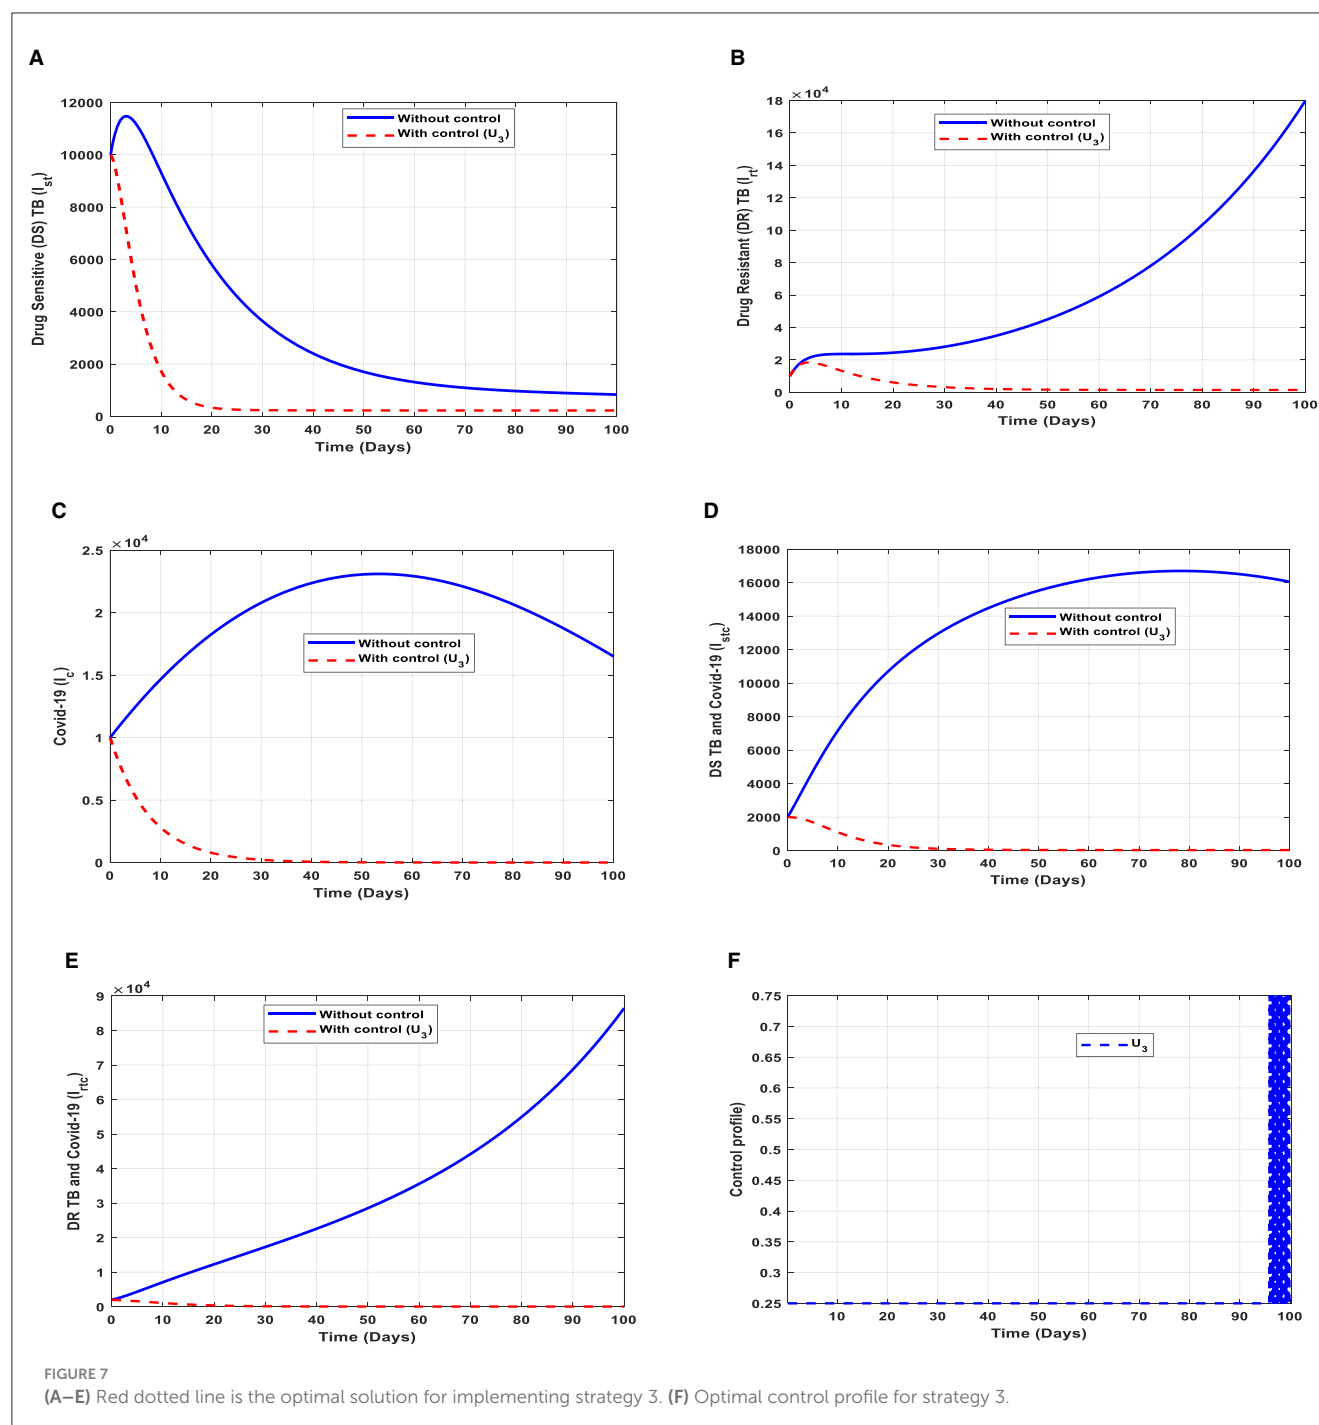 A
12000
10000
8000
6000
4000
2000
0
Drug Sensitive (DS) TB (I_st)
Without control
With control (U_3)
0 10 20 30 40 50 60 70 80 90 100
Time (Days)
B
×10^4
18
16
14
12
10
8
6
4
2
0
Drug Resistant (DR) TB (I_rt)
Without control
With control (U_3)
0 10 20 30 40 50 60 70 80 90 100
Time (Days)
C
×10^4
2.5
2
1.5
1
0.5
0
Covid-19 (I_c)
Without control
With control (U_3)
0 10 20 30 40 50 60 70 80 90 100
Time (Days)
D
18000
16000
14000
12000
10000
8000
6000
4000
2000
0
DS TB and Covid-19 (I_stc)
Without control
With control (U_3)
0 10 20 30 40 50 60 70 80 90 100
Time (Days)
E
×10^4
9
8
7
6
5
4
3
2
1
0
DR TB and Covid-19 (I_rtc)
Without control
With control (U_3)
0 10 20 30 40 50 60 70 80 90 100
Time (Days)
F
0.75
0.7
0.65
0.6
0.55
0.5
0.45
0.4
0.35
0.3
0.25
Control profile)
U_3
10 20 30 40 50 60 70 80 90 100
Time (Days)
FIGURE 7
(A–E) Red dotted line is the optimal solution for implementing strategy 3. (F) Optimal control profile for strategy 3.